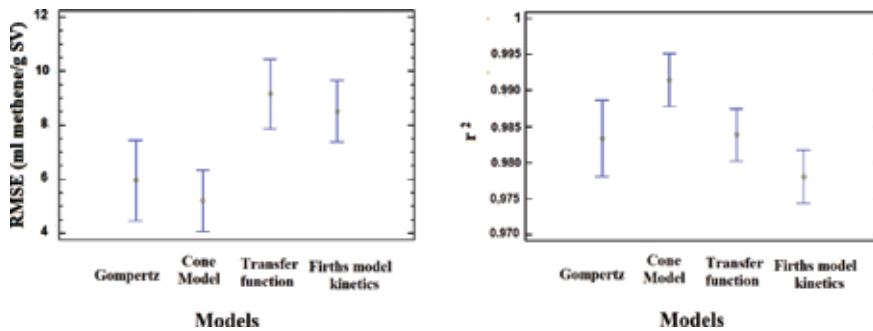 RMSE (ml methene/g SV)
12
10
8
6
4
Gompertz
Cone
Model
Transfer
function
Firths model
kinetics
Models
r²
1
0.995
0.990
0.985
0.980
0.975
0.970
Gompertz
Cone
Model
Transfer
function
Firths model
kinetics
Models